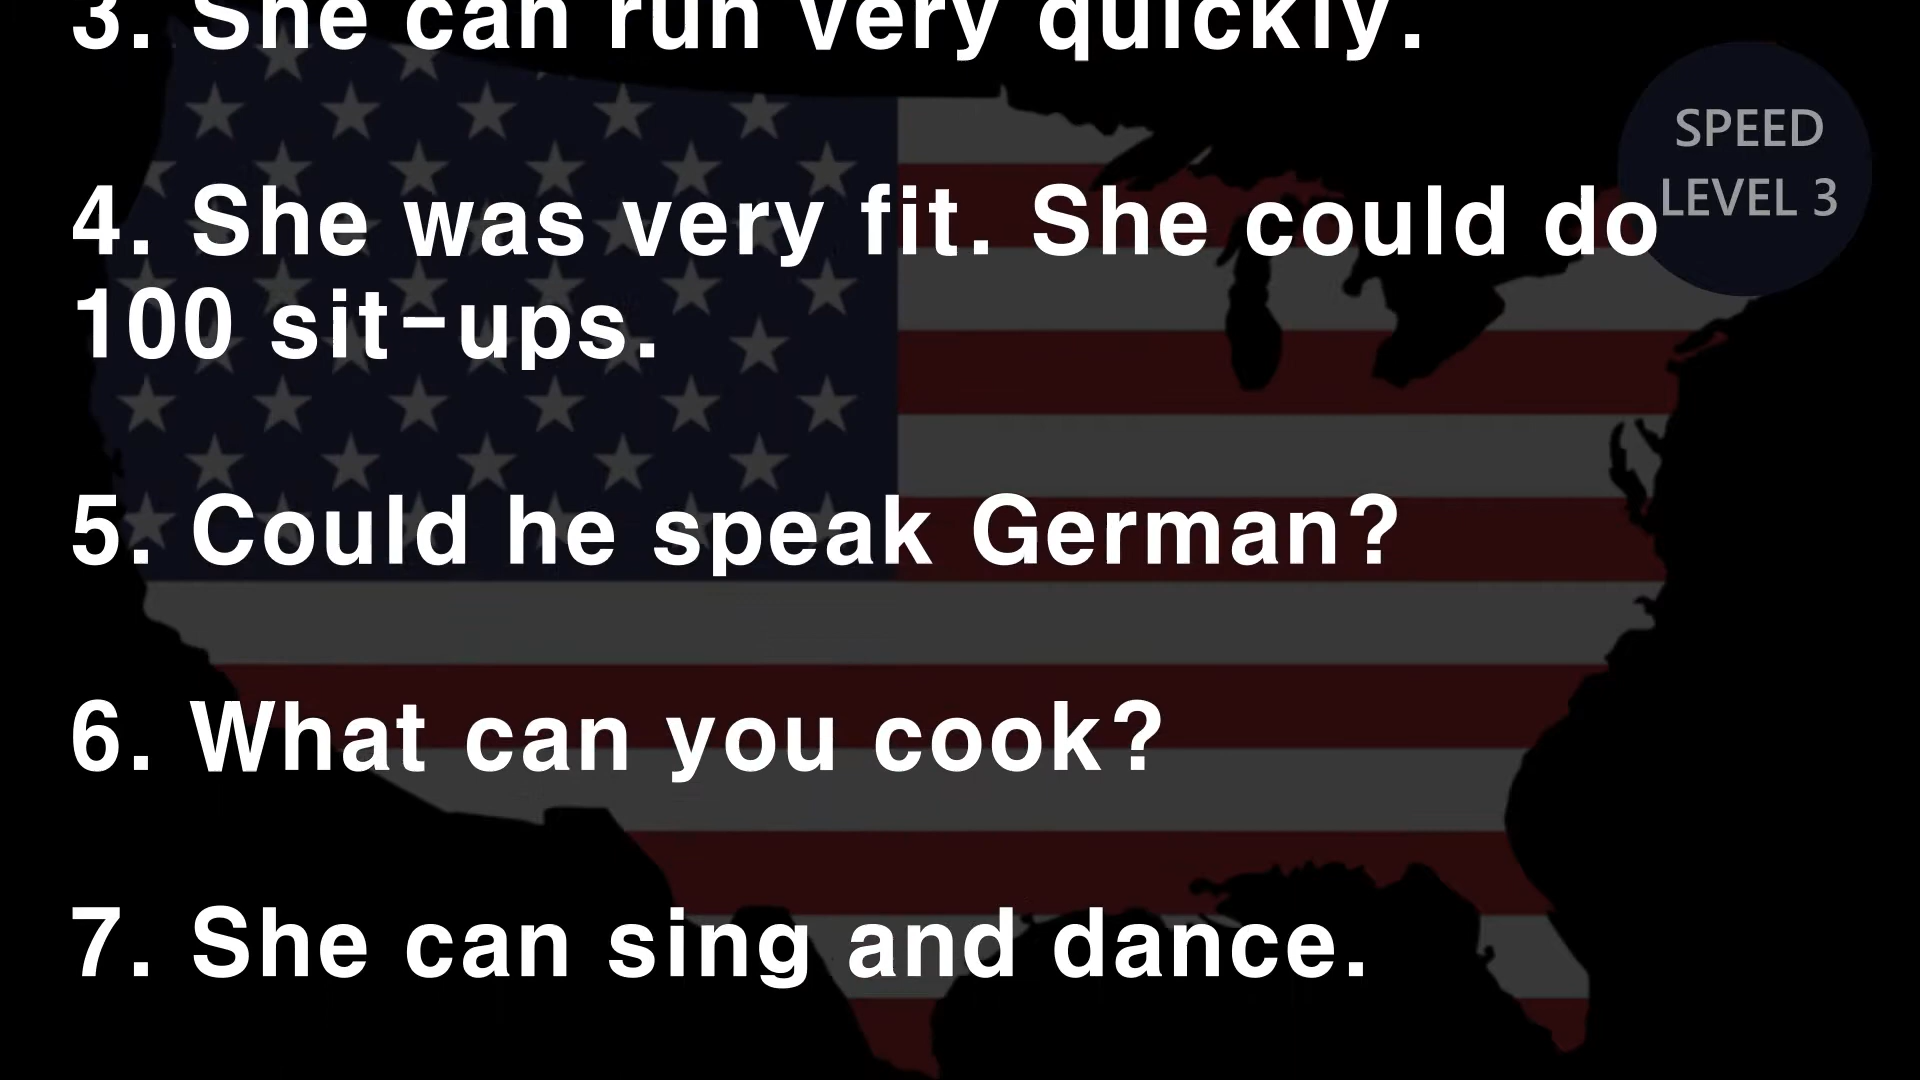 3. She can run very quickly.
SPEED
LEVEL 3
4. She was very fit. She could do
100 sit-ups.
5. Could he speak German?
6. What can you cook?
7. She can sing and dance.